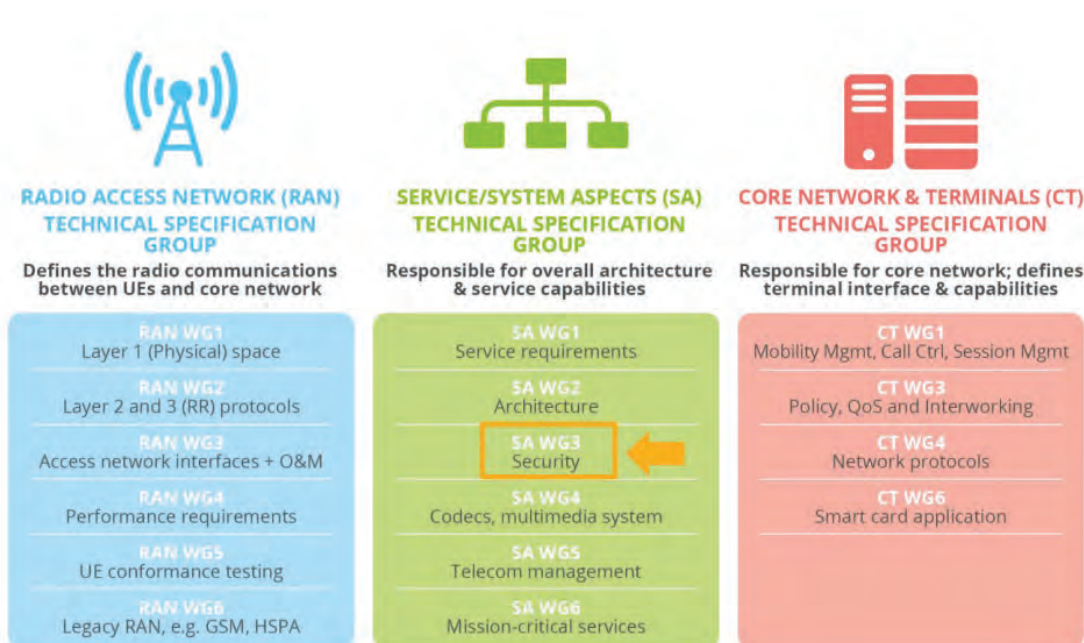 RADIO ACCESS NETWORK (RAN)
TECHNICAL SPECIFICATION
GROUP
Defines the radio communications
between UEs and core network
RAN WG1
Layer 1 (Physical) space
RAN WG2
Layer 2 and 3 (RR) protocols
RAN WG3
Access network interfaces + O&M
RAN WG4
Performance requirements
RAN WG5
UE conformance testing
RAN WG6
Legacy RAN, e.g. GSM, HSPA
SERVICE/SYSTEM ASPECTS (SA)
TECHNICAL SPECIFICATION
GROUP
Responsible for overall architecture
& service capabilities
SA WG1
Service requirements
SA WG2
Architecture
SA WG3
Security
SA WG4
Codecs, multimedia system
SA WG5
Telecom management
SA WG6
Mission-critical services
CORE NETWORK & TERMINALS (CT)
TECHNICAL SPECIFICATION
GROUP
Responsible for core network; defines
terminal interface & capabilities
CT WG1
Mobility Mgmt, Call Ctrl, Session Mgmt
CT WG3
Policy, QoS and Interworking
CT WG4
Network protocols
CT WG6
Smart card application